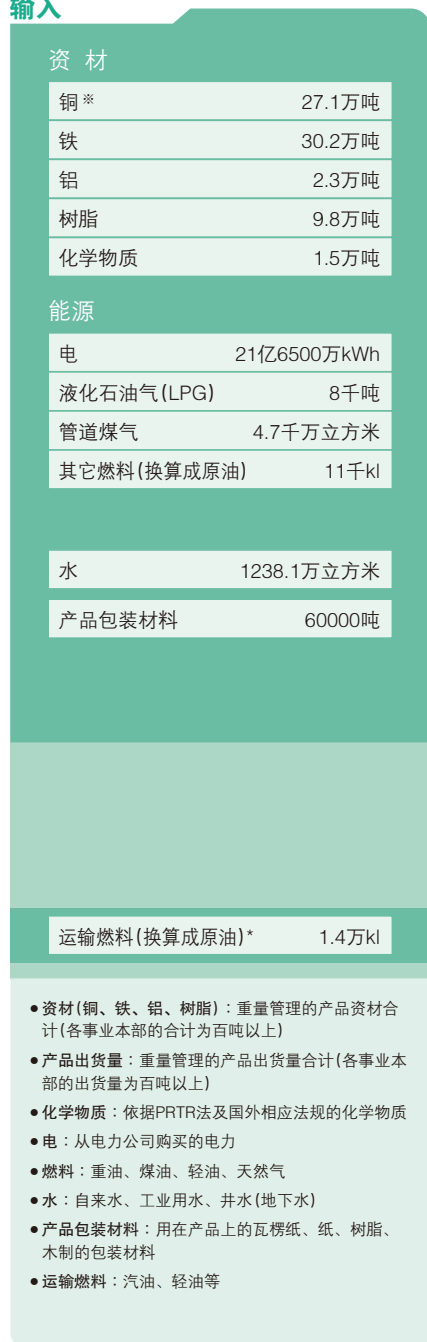 输入
资 材
铜※ 27.1万吨
铁 30.2万吨
铝 2.3万吨
树脂 9.8万吨
化学物质 1.5万吨
能源
电 21亿6500万kWh
液化石油气(LPG) 8千吨
管道煤气 4.7千万立方米
其它燃料(换算成原油) 11千kl
水 1238.1万立方米
产品包装材料 60000吨
运输燃料(换算成原油)* 1.4万kl
●资材(铜、铁、铝、树脂)：重量管理的产品资材合
计(各事业本部的合计为百吨以上)
●产品出货量：重量管理的产品出货量合计(各事业本
部的出货量为百吨以上)
●化学物质：依据PRTR法及国外相应法规的化学物质
●电：从电力公司购买的电力
●燃料：重油、煤油、轻油、天然气
●水：自来水、工业用水、井水(地下水)
●产品包装材料：用在产品上的瓦楞纸、纸、树脂、
木制的包装材料
●运输燃料：汽油、轻油等